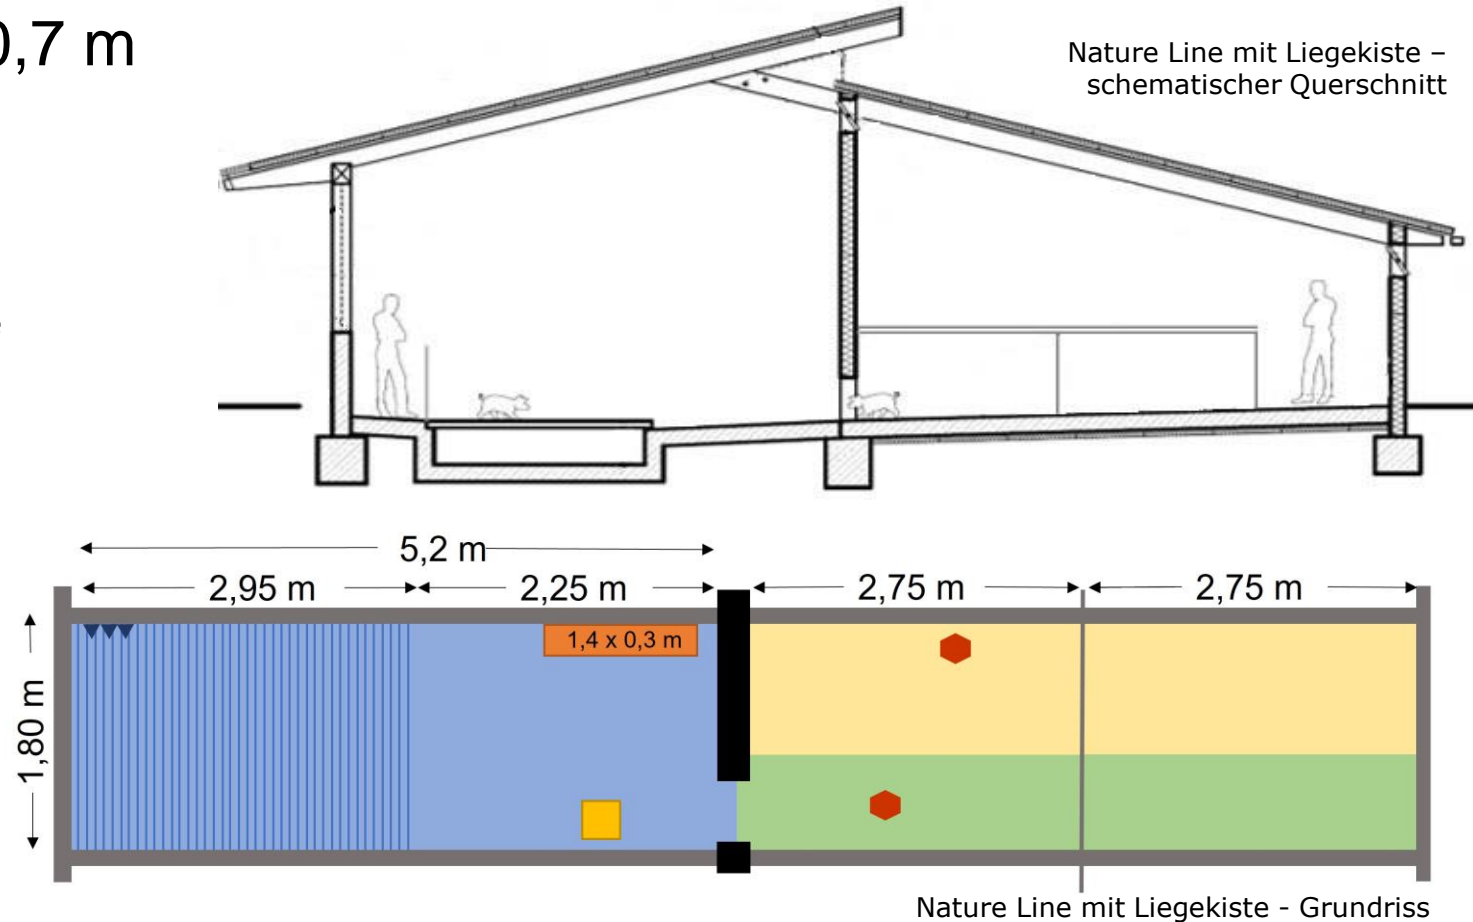 0,7 m
Nature Line mit Liegekiste –
schematischer Querschnitt
5,2 m
2,95 m
2,25 m
2,75 m
2,75 m
1,4 x 0,3 m
1,80 m
Nature Line mit Liegekiste - Grundriss